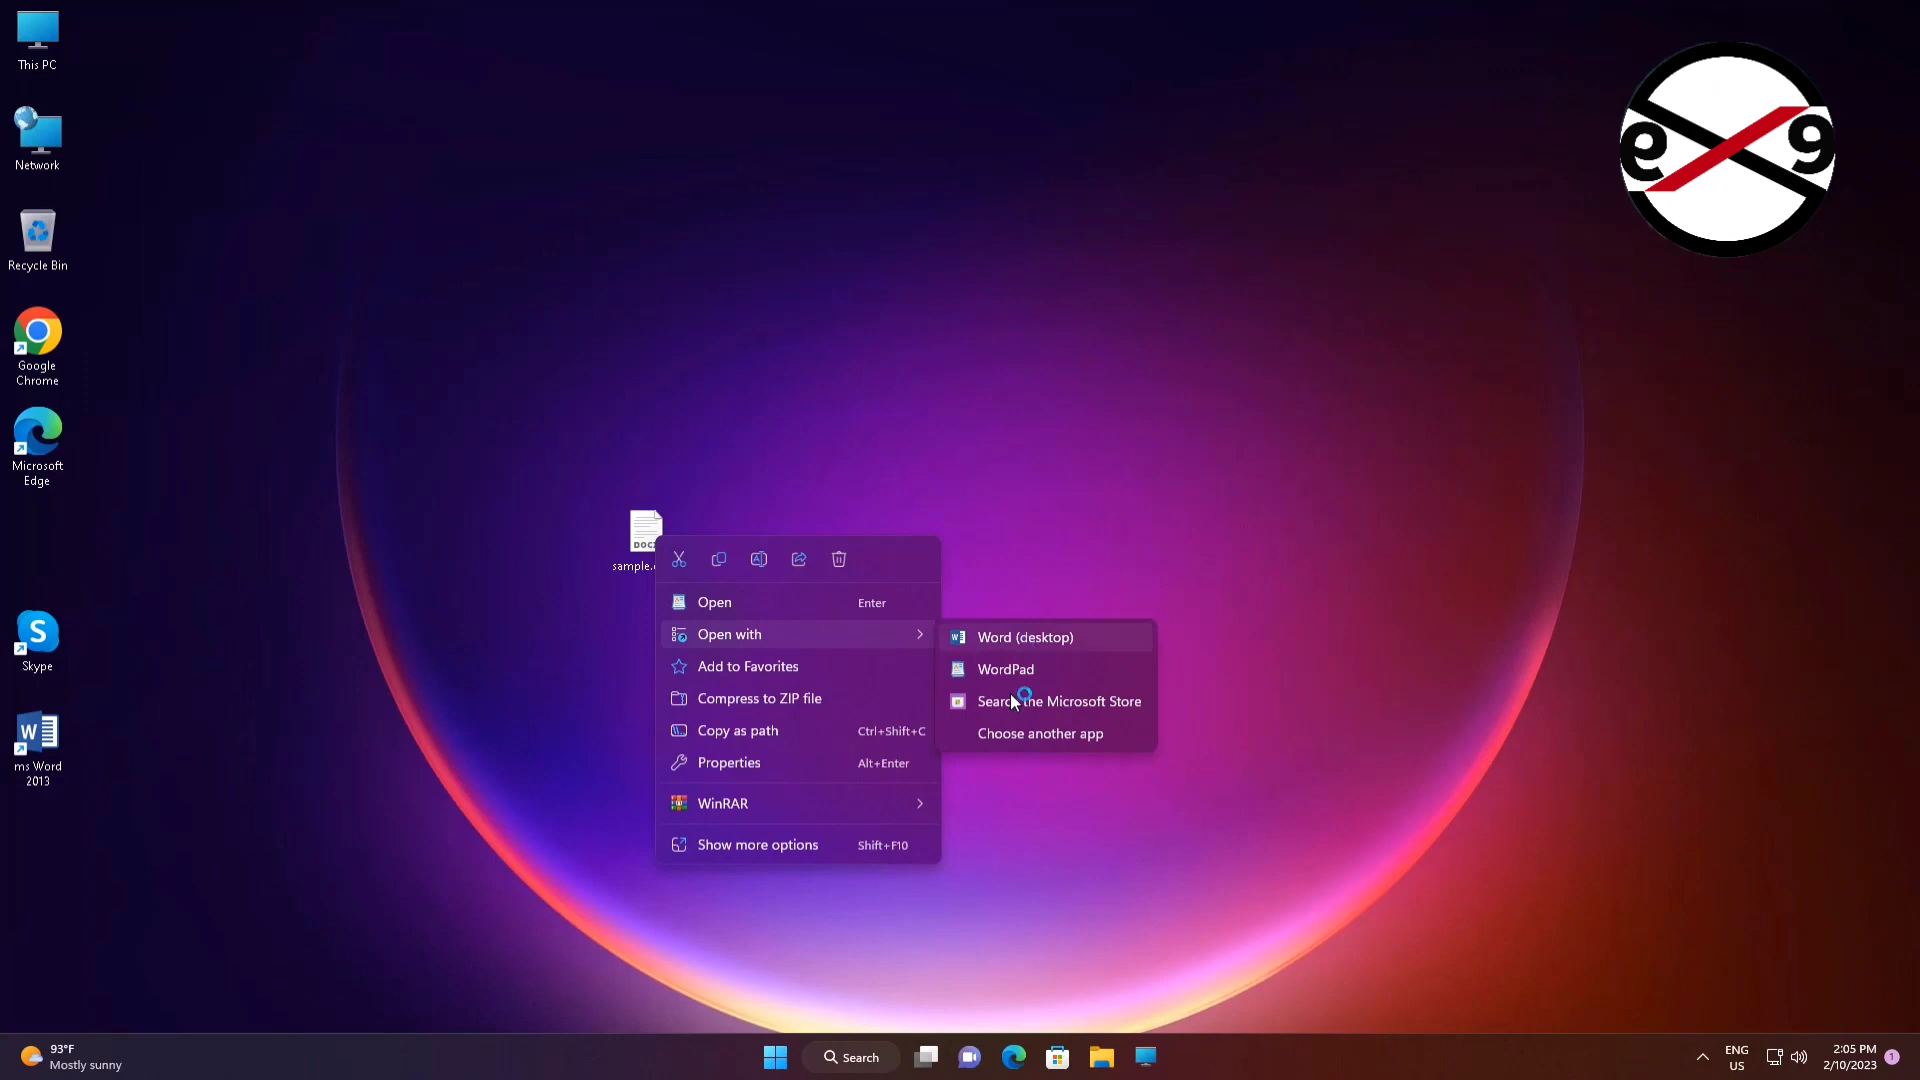 This PC
Network
Recycle Bin
Google
Chrome
Microsoft
Edge
S
Skype
W
ms Word
2013
e 9
DOCX
sample.
Open Enter
Open with
Add to Favorites
Compress to ZIP file
Copy as path Ctrl+Shift+C
Properties Alt+Enter
WinRAR
Show more options Shift+F10
Word (desktop)
WordPad
Search the Microsoft Store
Choose another app
93°F
Mostly sunny
Search
ENG
US
2:05 PM
2/10/2023
1